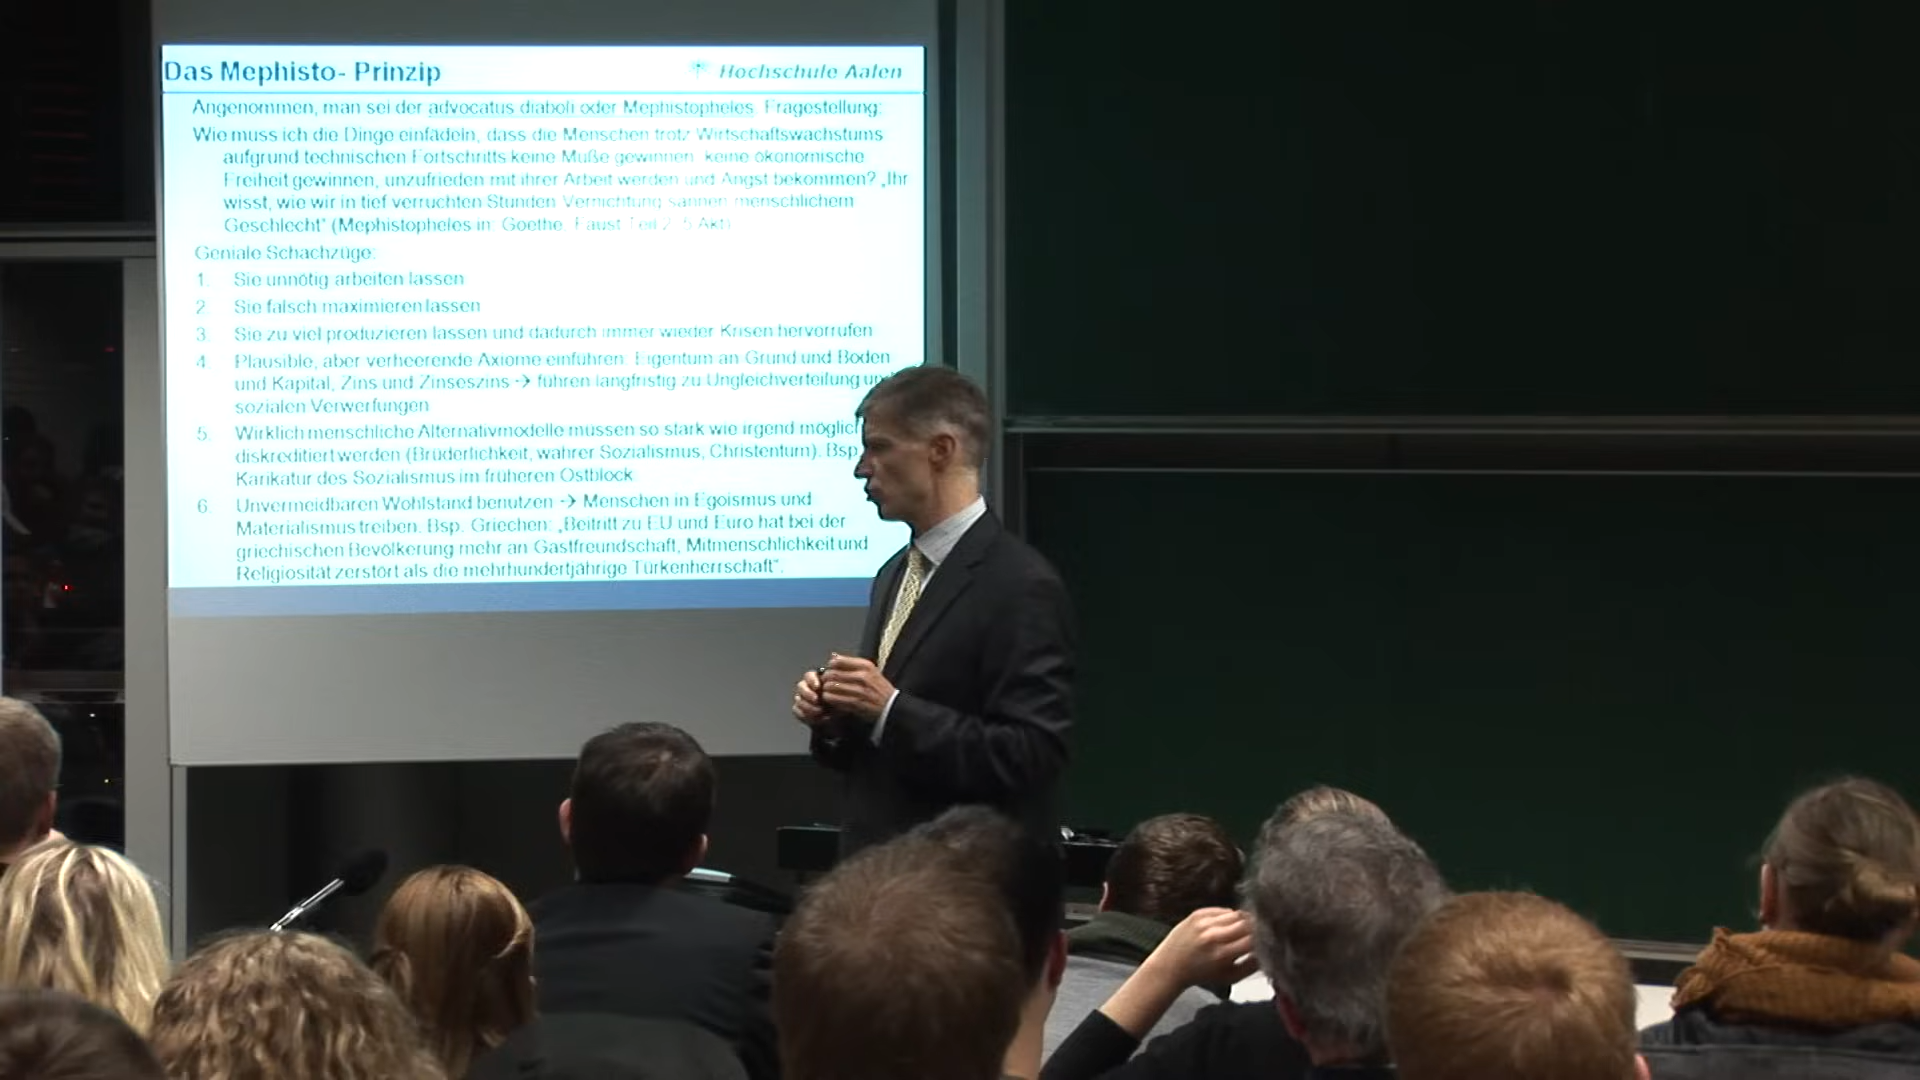 Das Mephisto- Prinzip
Hochschule Aalen
Angenommen, man sei der advocatus diaboli oder Mephistopheles. Fragestellung:
Wie muss ich die Dinge einfädeln, dass die Menschen trotz Wirtschaftswachstums
aufgrund technischen Fortschritts keine Muße gewinnen, keine ökonomische
Freiheit gewinnen, unzufrieden mit ihrer Arbeit werden und Angst bekommen? „Ihr
wisst, wie wir in tief verruchten Stunden Vernichtung sannen menschlichem
Geschlecht“ (Mephistopheles in: Goethe, Faust Teil 2, 5.Akt)
Geniale Schachzüge:
1. Sie unnötig arbeiten lassen
2. Sie falsch maximieren lassen
3. Sie zu viel produzieren lassen und dadurch immer wieder Krisen hervorrufen
4. Plausible, aber verheerende Axiome einführen: Eigentum an Grund und Boden
und Kapital, Zins und Zinseszins → führen langfristig zu Ungleichverteilung und
sozialen Verwerfungen
5. Wirklich menschliche Alternativmodelle müssen so stark wie irgend möglich
diskreditiert werden (Brüderlichkeit, wahrer Sozialismus, Christentum). Bsp.
Karikatur des Sozialismus im früheren Ostblock
6. Unvermeidbaren Wohlstand benutzen → Menschen in Egoismus und
Materialismus treiben. Bsp. Griechen: „Beitritt zu EU und Euro hat bei der
griechischen Bevölkerung mehr an Gastfreundschaft, Mitmenschlichkeit und
Religiosität zerstört als die mehrhundertjährige Türkenherrschaft“.